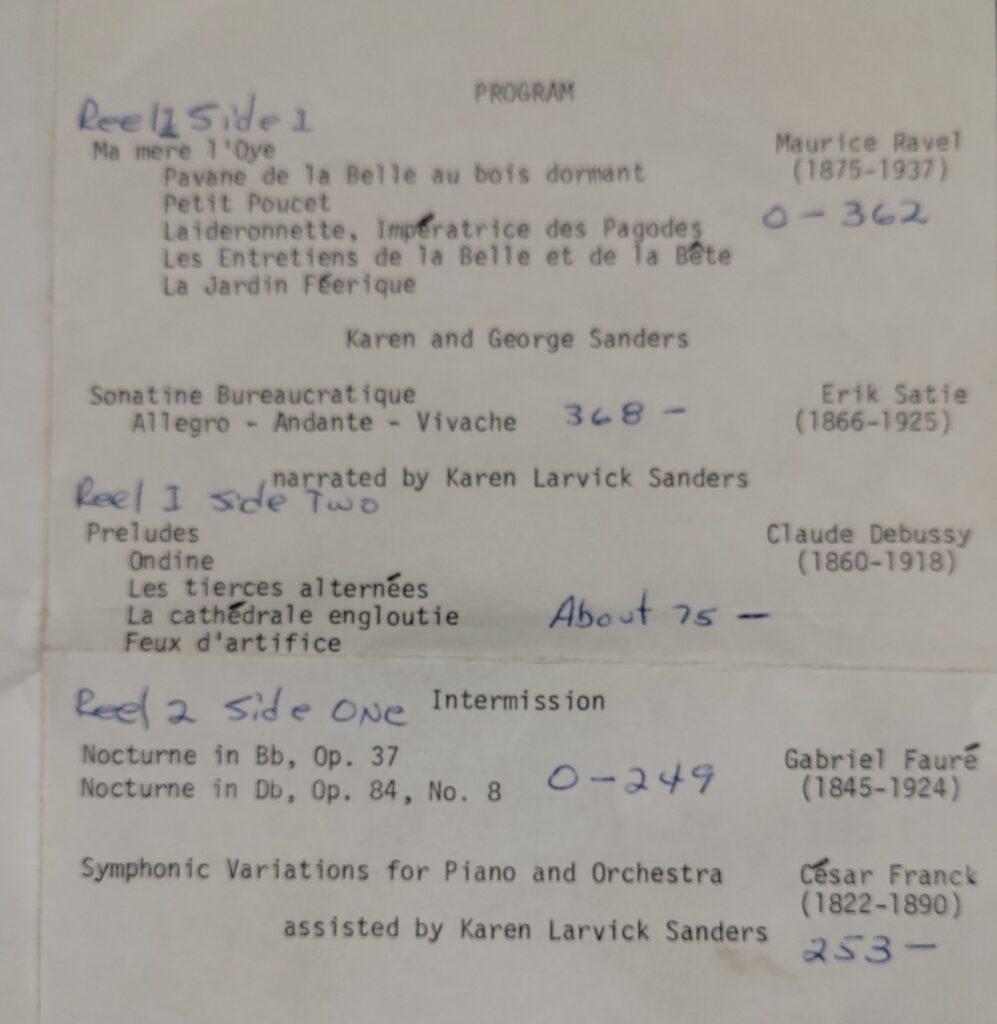 PROGRAM
Reel 1 Side 1
Ma mere l'Oye Maurice Ravel
Pavane de la Belle au bois dormant (1875-1937)
Petit Poucet 0-362
Laideronnette, Impératrice des Pagodes
Les Entretiens de la Belle et de la Bête
La Jardin Féerique
Karen and George Sanders
Sonatine Bureaucratique Erik Satie
Allegro - Andante - Vivache 368 - (1866-1925)
narrated by Karen Larvick Sanders
Reel I Side Two
Preludes Claude Debussy
Ondine (1860-1918)
Les tierces alternées
La cathédrale engloutie About 75 -
Feux d'artifice
Reel 2 Side ONe Intermission
Nocturne in Bb, Op. 37 Gabriel Fauré
Nocturne in Db, Op. 84, No. 8 0-249 (1845-1924)
Symphonic Variations for Piano and Orchestra César Franck
(1822-1890)
assisted by Karen Larvick Sanders
253 -